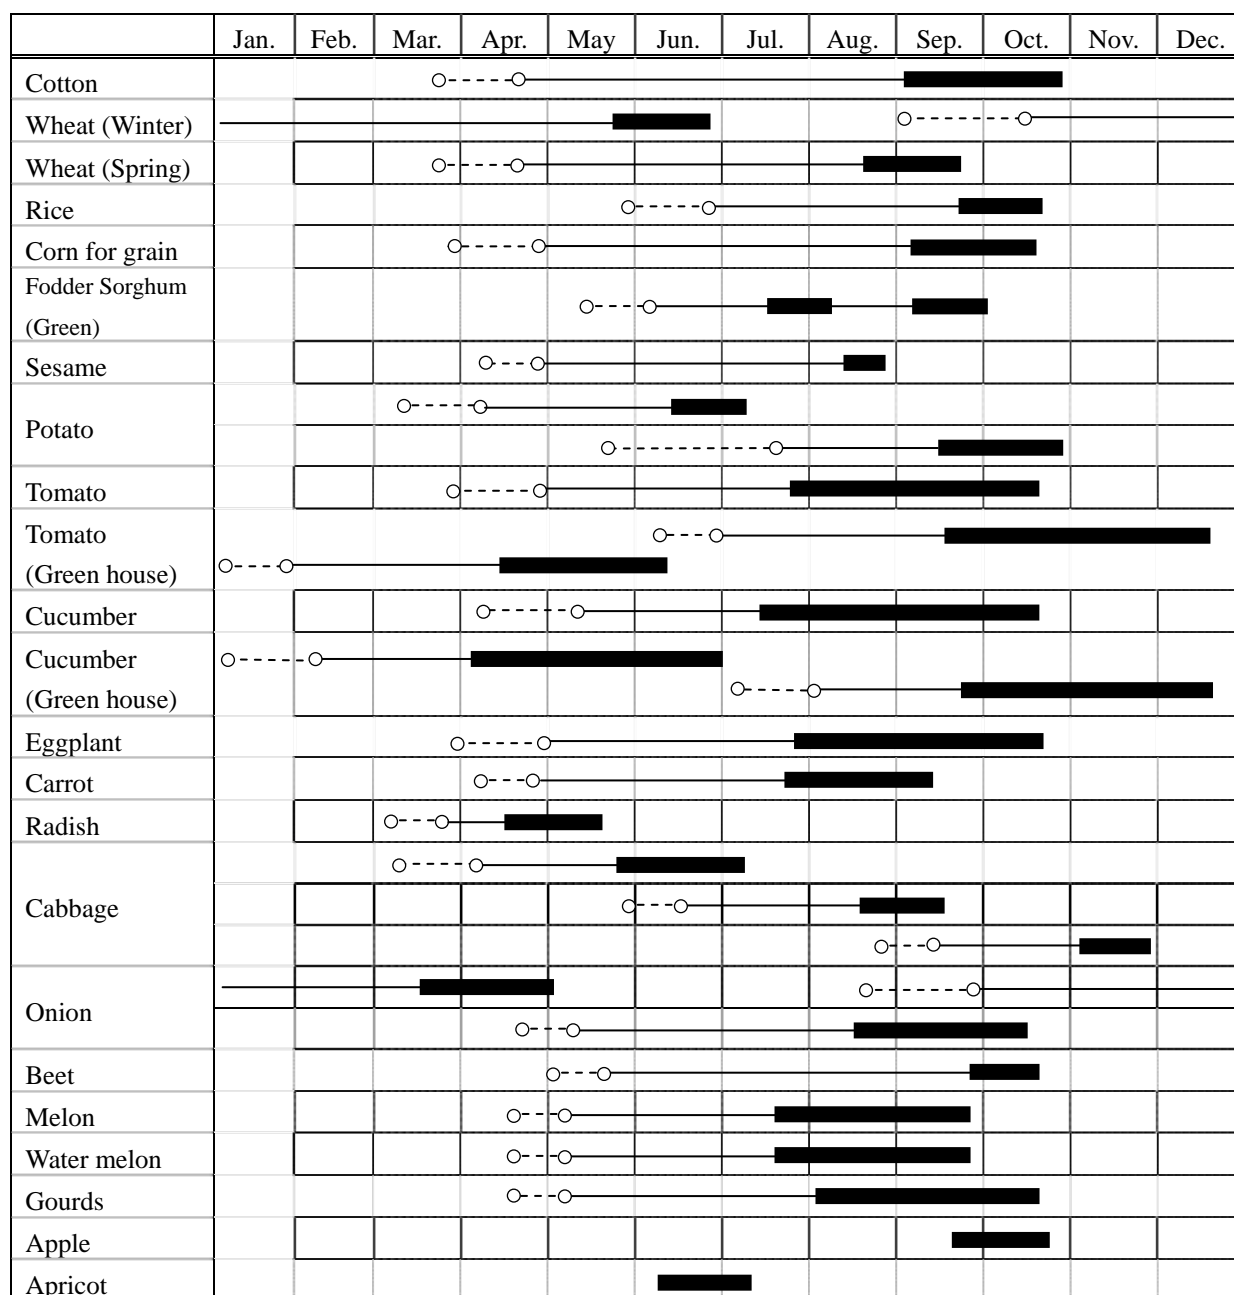 Jan. Feb. Mar. Apr. May Jun. Jul. Aug. Sep. Oct. Nov. Dec.
Cotton
Wheat (Winter)
Wheat (Spring)
Rice
Corn for grain
Fodder Sorghum
(Green)
Sesame
Potato
Tomato
Tomato
(Green house)
Cucumber
Cucumber
(Green house)
Eggplant
Carrot
Radish
Cabbage
Onion
Beet
Melon
Water melon
Gourds
Apple
Apricot